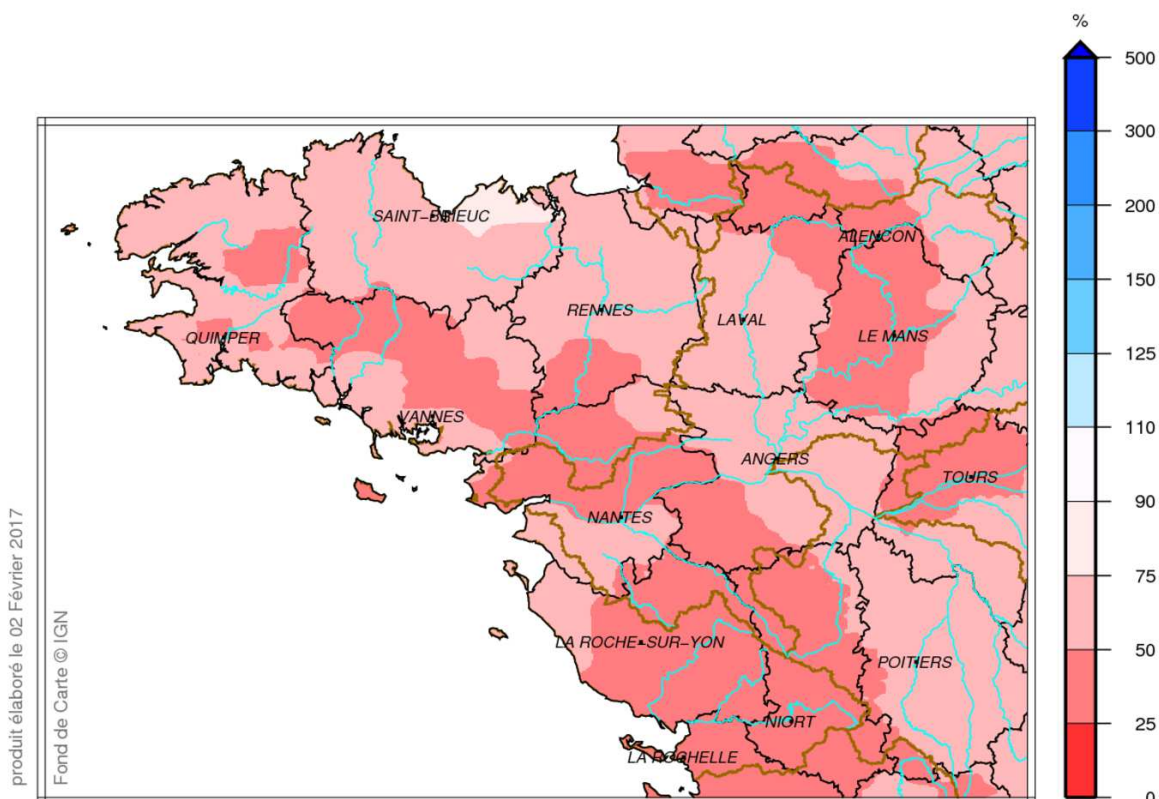 %
500
300
200
150
125
110
90
75
50
25
0
SAINT-BRIEUC
ALENCON
RENNES
LAVAL
LE MANS
QUIMPER
VANNES
ANGERS
TOURS
NANTES
LA ROCHE-SUR-YON
POITIERS
NIORT
LA ROCHELLE
produit élaboré le 02 Février 2017
Fond de Carte © IGN